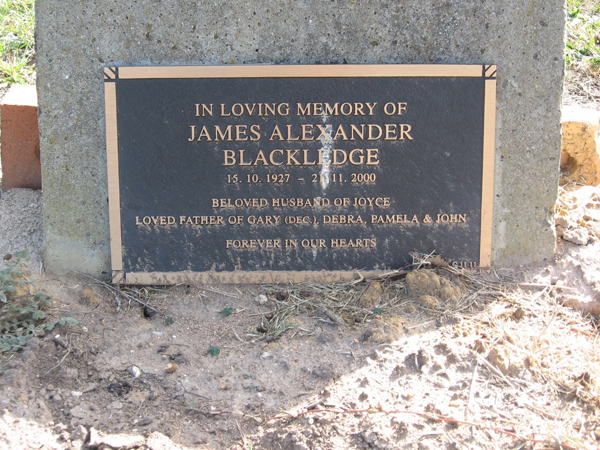 IN LOVING MEMORY OF
JAMES ALEXANDER
BLACKLEDGE
15. 10. 1927 - 11. 2000
BELOVED HUSBAND OF JOYCE
LOVED FATHER OF GARY (DEC.), DEBRA, PAMELA & JOHN
FOREVER IN OUR HEARTS